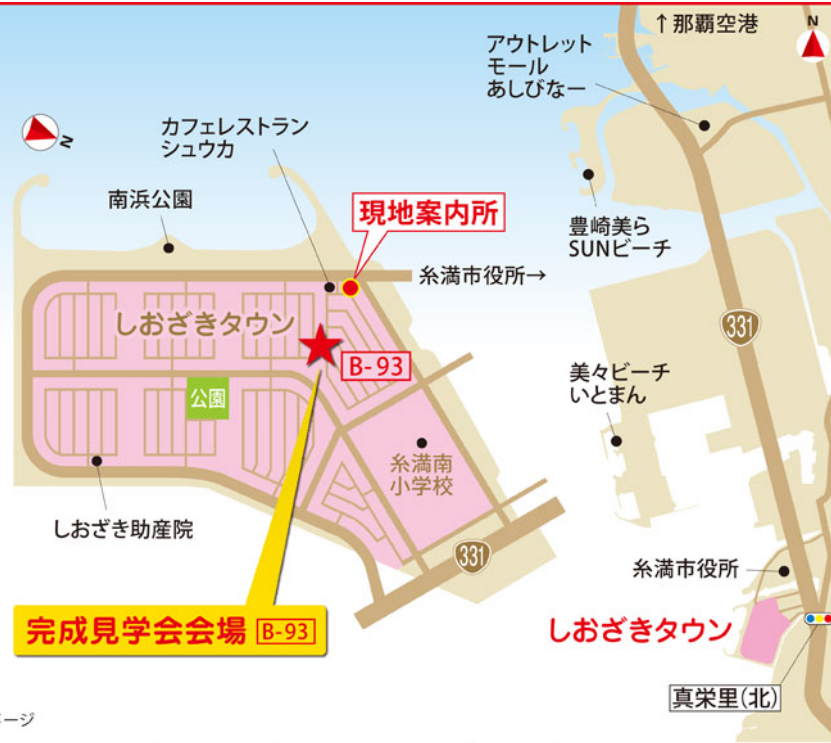 ↑那覇空港
N
アウトレット
モール
あしびなー
N
カフェレストラン
シュウカ
南浜公園
現地案内所
豊崎美ら
SUNビーチ
糸満市役所→
しおざきタウン
331
B-93
美々ビーチ
いとまん
公園
糸満南
小学校
しおざき助産院
331
糸満市役所
完成見学会会場 B-93
しおざきタウン
真栄里(北)
ージ